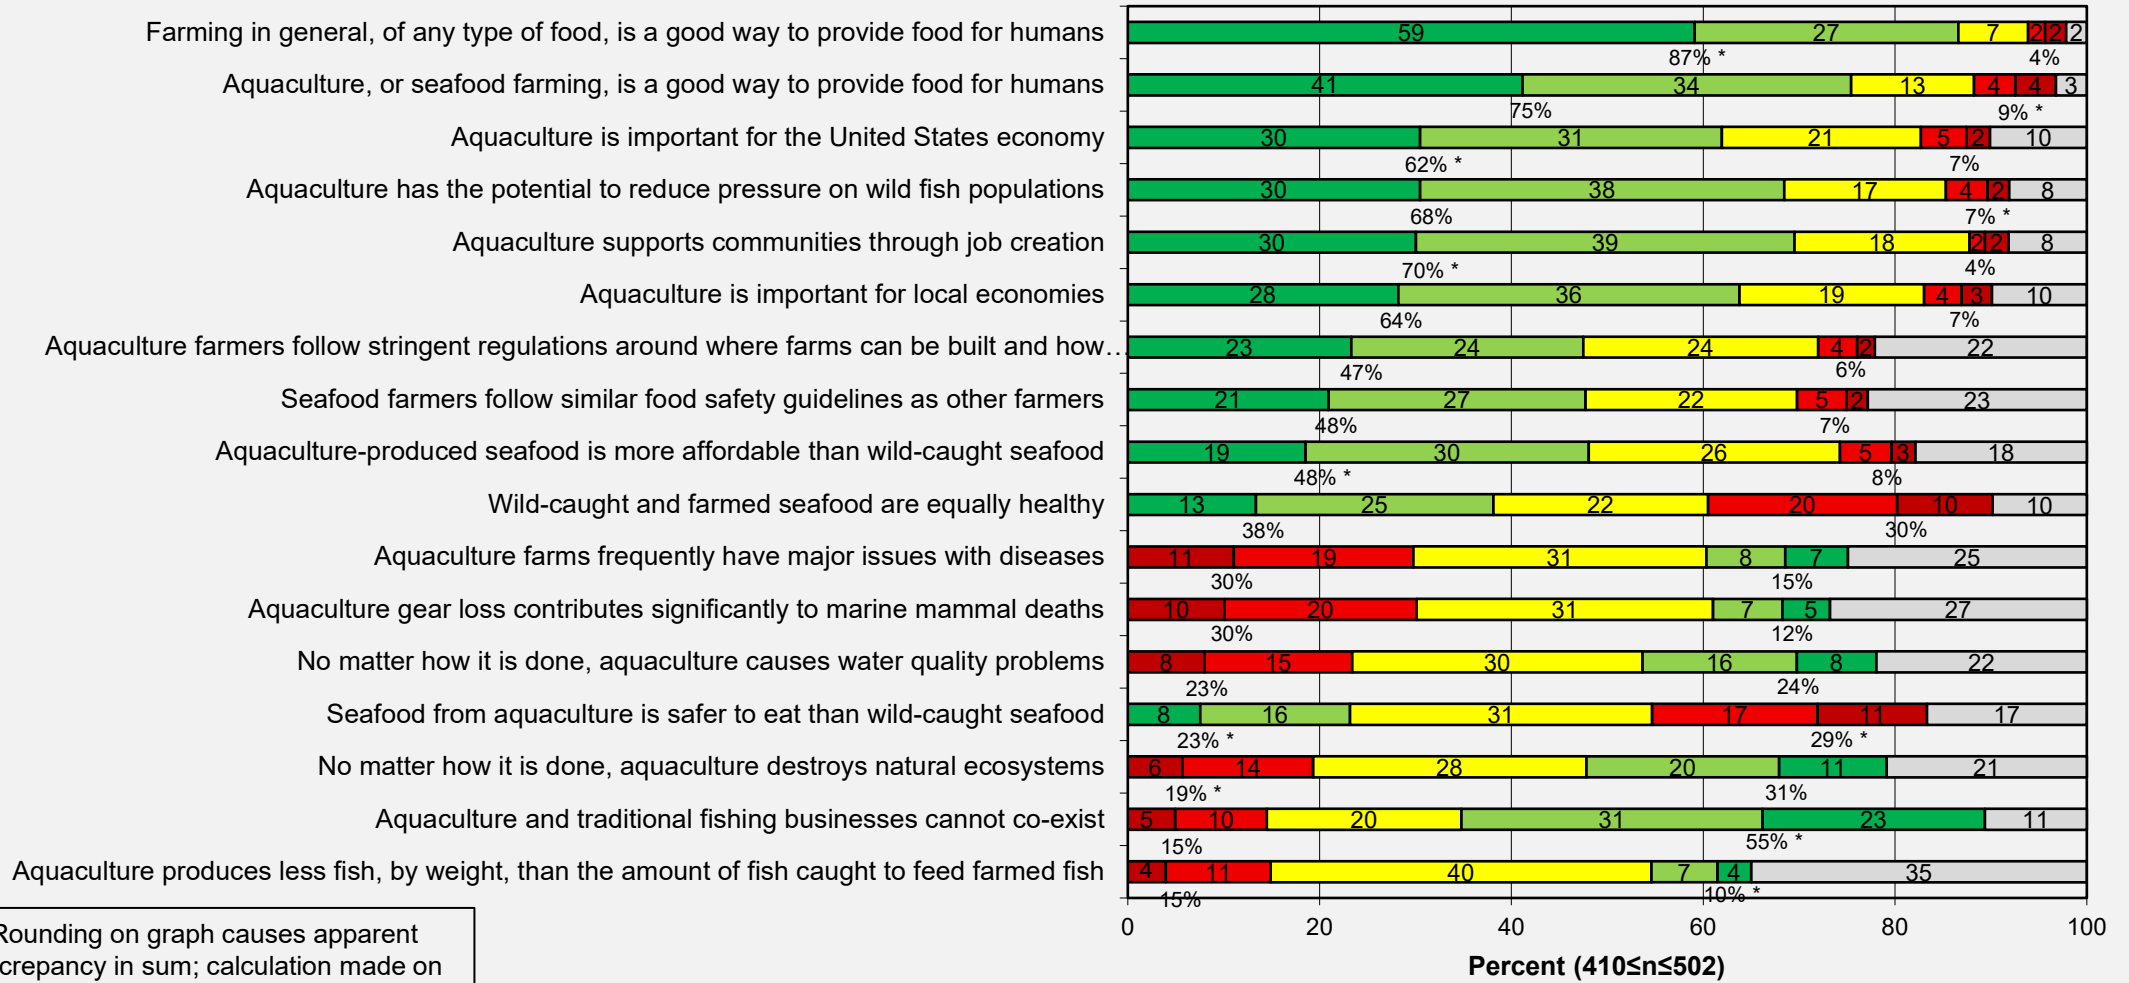 Farming in general, of any type of food, is a good way to provide food for humans 59 27 7 2 2 2
87% * 4%
Aquaculture, or seafood farming, is a good way to provide food for humans 41 34 13 4 4 3
75% 9% *
Aquaculture is important for the United States economy 30 31 21 5 2 10
62% * 7%
Aquaculture has the potential to reduce pressure on wild fish populations 30 38 17 4 2 8
68% 7% *
Aquaculture supports communities through job creation 30 39 18 2 2 8
70% * 4%
Aquaculture is important for local economies 28 36 19 4 3 10
64% 7%
Aquaculture farmers follow stringent regulations around where farms can be built and how… 23 24 24 4 2 22
47% 6%
Seafood farmers follow similar food safety guidelines as other farmers 21 27 22 5 2 23
48% 7%
Aquaculture-produced seafood is more affordable than wild-caught seafood 19 30 26 5 3 18
48% * 8%
Wild-caught and farmed seafood are equally healthy 13 25 22 20 10 10
38% 30%
Aquaculture farms frequently have major issues with diseases 11 19 31 8 7 25
30% 15%
Aquaculture gear loss contributes significantly to marine mammal deaths 10 20 31 7 5 27
30% 12%
No matter how it is done, aquaculture causes water quality problems 8 15 30 16 8 22
23% 24%
Seafood from aquaculture is safer to eat than wild-caught seafood 8 16 31 17 11 17
23% * 29% *
No matter how it is done, aquaculture destroys natural ecosystems 6 14 28 20 11 21
19% * 31%
Aquaculture and traditional fishing businesses cannot co-exist 5 10 20 31 23 11
15% 55% *
Aquaculture produces less fish, by weight, than the amount of fish caught to feed farmed fish 4 11 40 7 4 35
15% 10% *
0 20 40 60 80 100
Percent (410≤n≤502)
Rounding on graph causes apparent
crepancy in sum; calculation made on